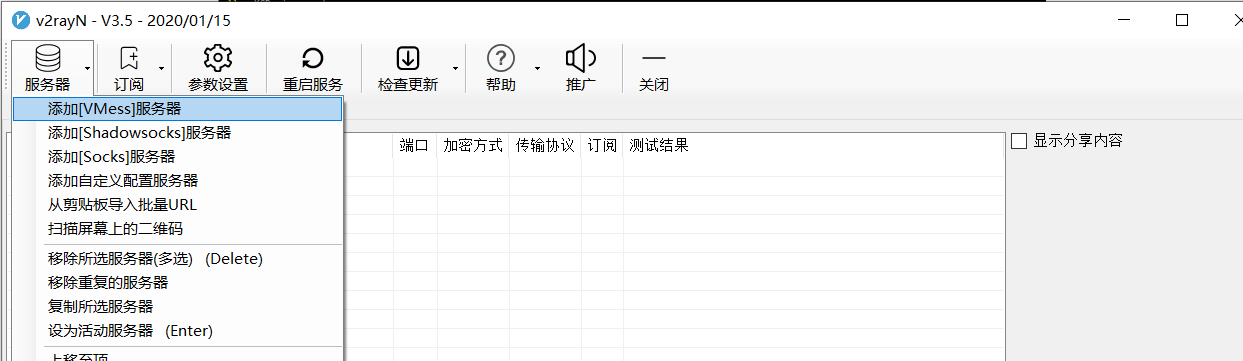 v2rayN - V3.5 - 2020/01/15
服务器 订阅 参数设置 重启服务 检查更新 帮助 推广 关闭
添加[VMess]服务器
添加[Shadowsocks]服务器
添加[Socks]服务器
添加自定义配置服务器
从剪贴板导入批量URL
扫描屏幕上的二维码
移除所选服务器(多选) (Delete)
移除重复的服务器
复制所选服务器
设为活动服务器 (Enter)
上移至顶
端口 加密方式 传输协议 订阅 测试结果
显示分享内容